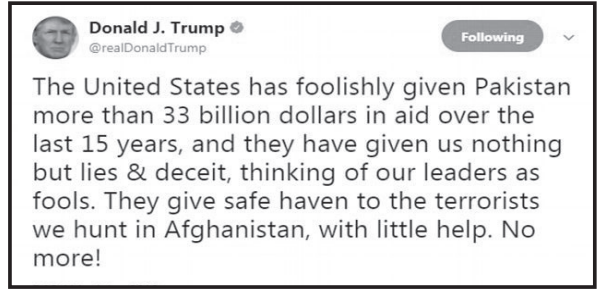 Donald J. Trump
@realDonaldTrump
Following
The United States has foolishly given Pakistan
more than 33 billion dollars in aid over the
last 15 years, and they have given us nothing
but lies & deceit, thinking of our leaders as
fools. They give safe haven to the terrorists
we hunt in Afghanistan, with little help. No
more!